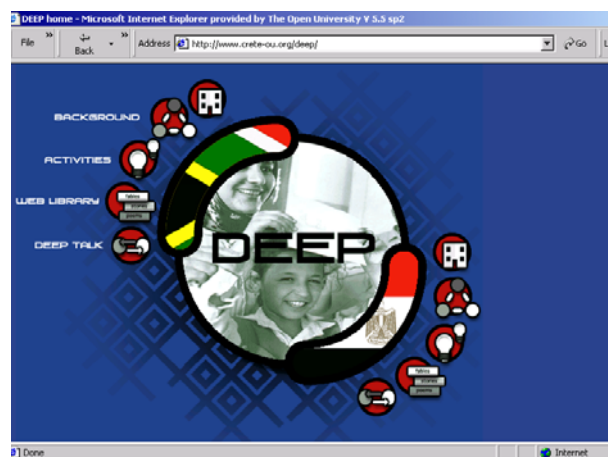 DEEP home - Microsoft Internet Explorer provided by The Open University V 5.5 sp2
File » Back » Address http://www.crete-ou.org/deep/ Go
BACKGROUND
ACTIVITIES
WEB LIBRARY
DEEP TALK
DEEP
Done Internet